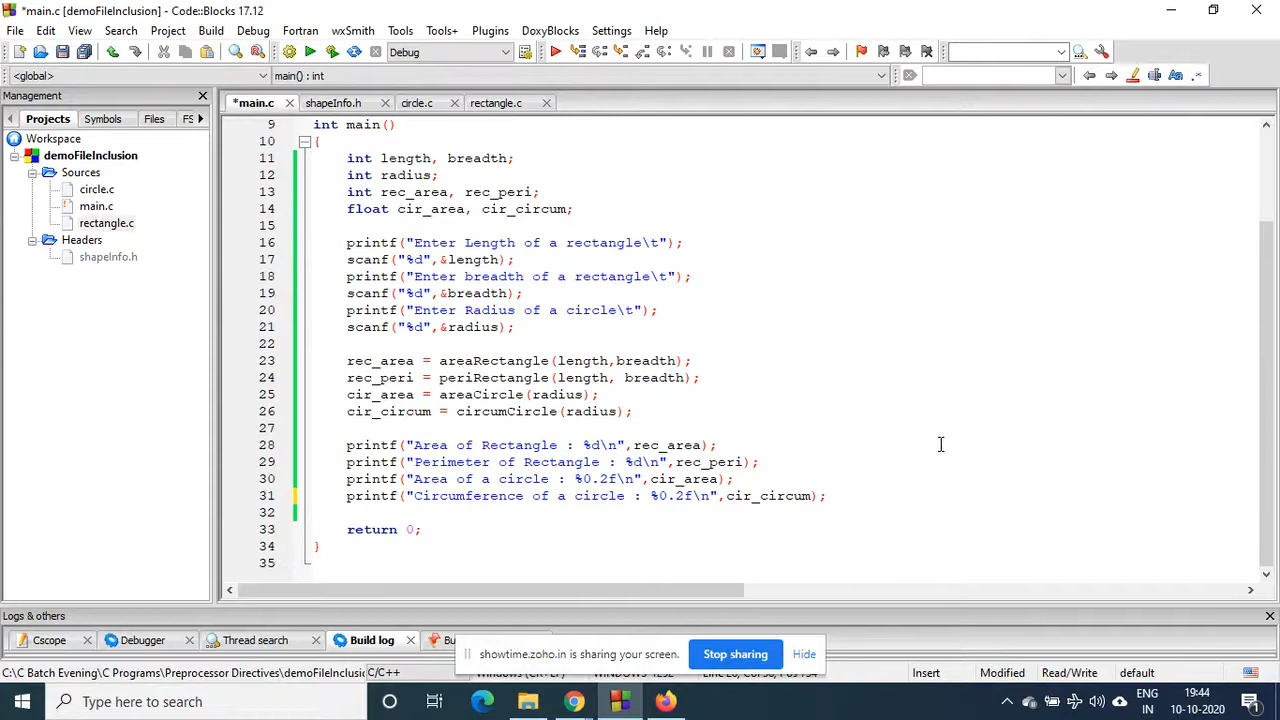 *main.c [demoFileInclusion] - Code::Blocks 17.12
File Edit View Search Project Build Debug Fortran wxSmith Tools Tools+ Plugins DoxyBlocks Settings Help
Debug
<global>
main() : int
Management
Projects Symbols Files FS
Workspace
demoFileInclusion
Sources
circle.c
main.c
rectangle.c
Headers
shapeInfo.h
*main.c shapeInfo.h circle.c rectangle.c
9 int main()
10 {
11 int length, breadth;
12 int radius;
13 int rec_area, rec_peri;
14 float cir_area, cir_circum;
15
16 printf("Enter Length of a rectangle\t");
17 scanf("%d",&length);
18 printf("Enter breadth of a rectangle\t");
19 scanf("%d",&breadth);
20 printf("Enter Radius of a circle\t");
21 scanf("%d",&radius);
22
23 rec_area = areaRectangle(length,breadth);
24 rec_peri = periRectangle(length, breadth);
25 cir_area = areaCircle(radius);
26 cir_circum = circumCircle(radius);
27
28 printf("Area of Rectangle : %d\n",rec_area);
29 printf("Perimeter of Rectangle : %d\n",rec_peri);
30 printf("Area of a circle : %0.2f\n",cir_area);
31 printf("Circumference of a circle : %0.2f\n",cir_circum);
32
33 return 0;
34 }
35
Logs & others
Cscope Debugger Thread search Build log Bu
showtime.zoho.in is sharing your screen. Stop sharing Hide
C:\C Batch Evening\C Programs\Preprocessor Directives\demoFileInclusio C/C++ Insert Modified Read/Write default
Type here to search
ENG
IN
19:44
10-10-2020
1